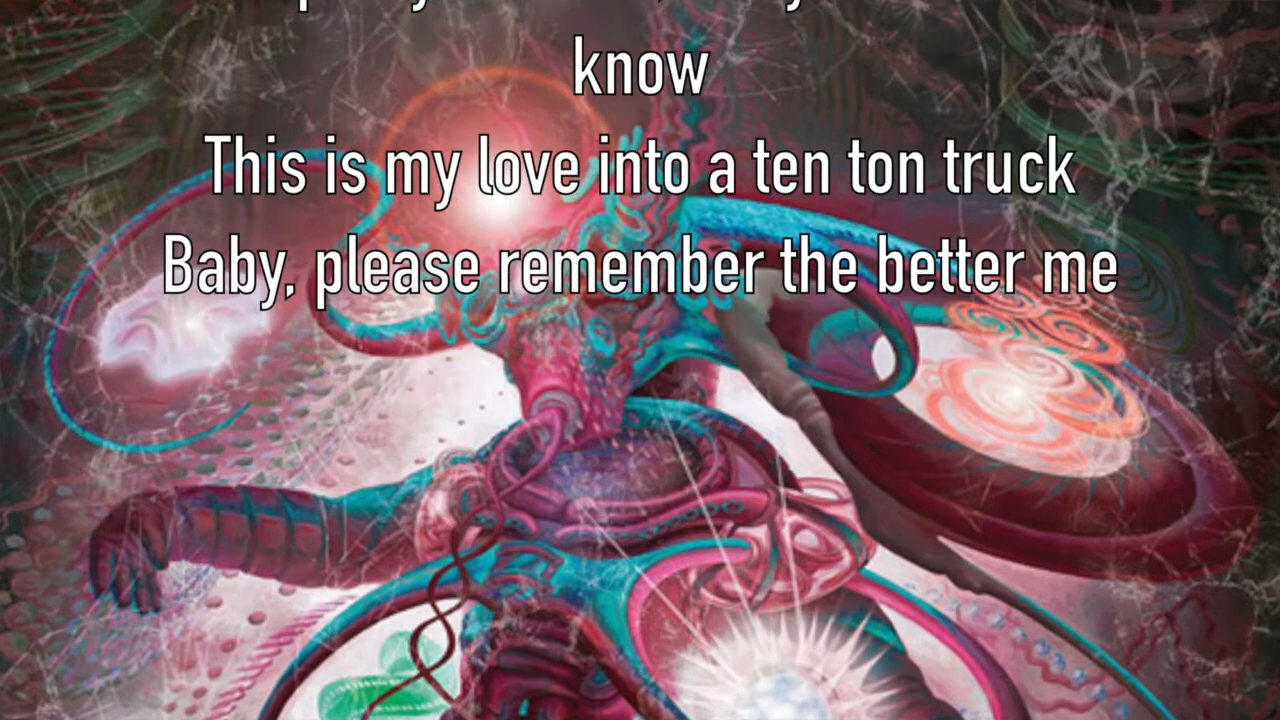 know
This is my love into a ten ton truck
Baby, please remember the better me